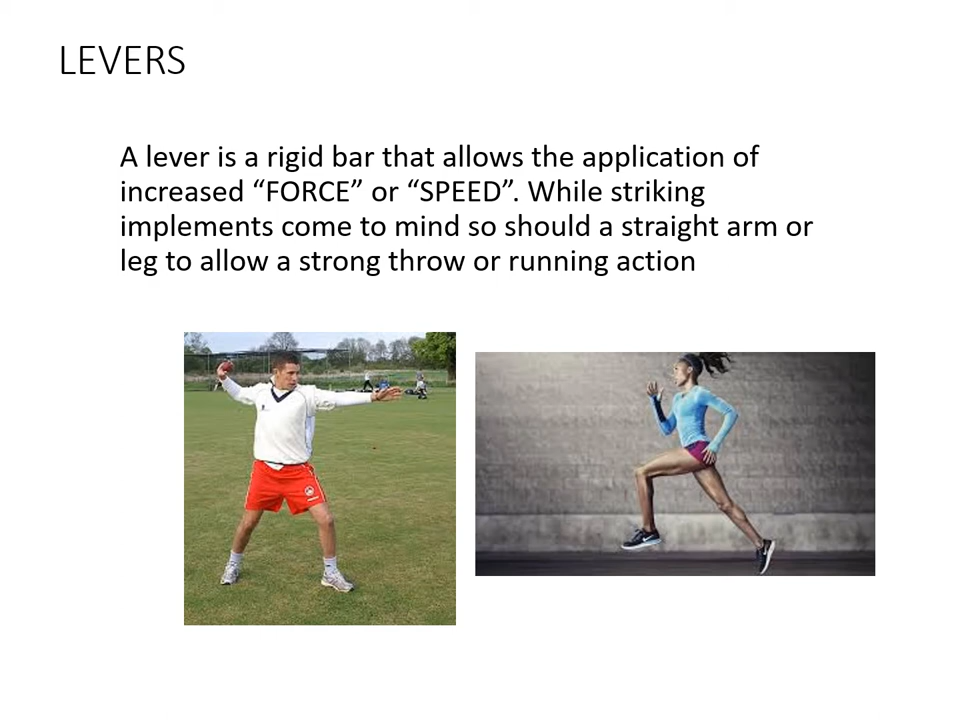 LEVERS
A lever is a rigid bar that allows the application of
increased “FORCE” or “SPEED”. While striking
implements come to mind so should a straight arm or
leg to allow a strong throw or running action